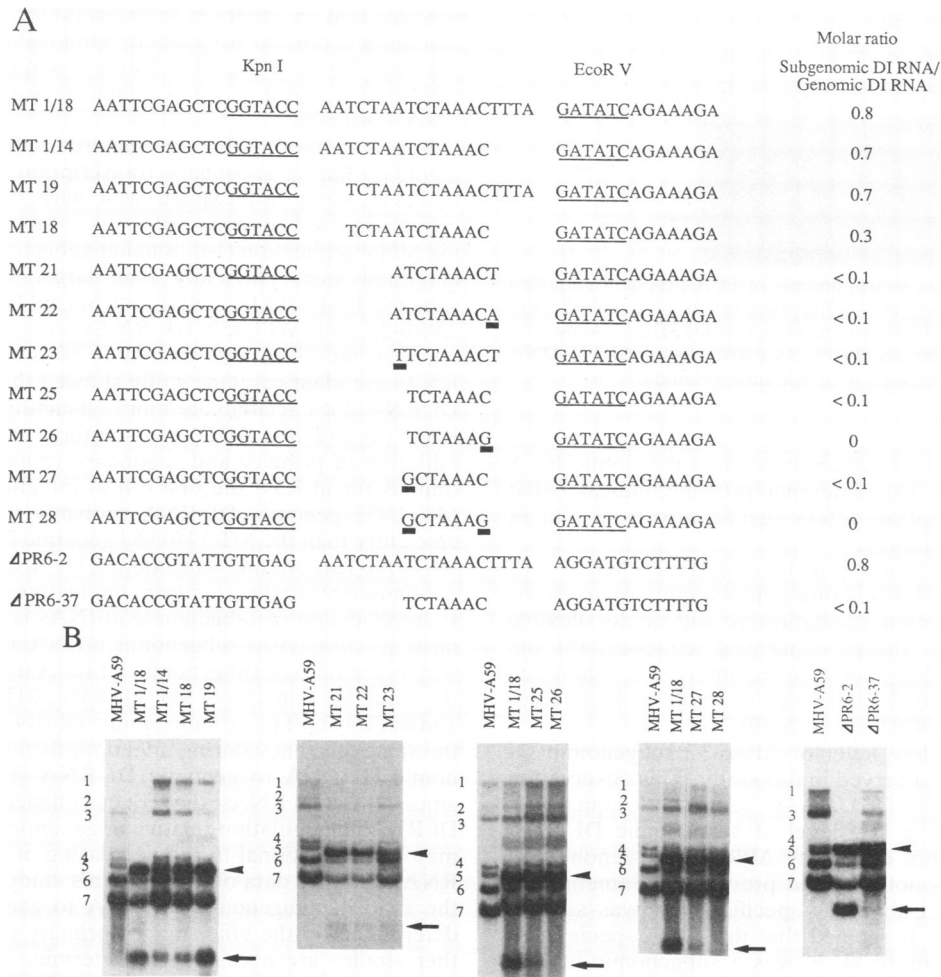 A
Molar ratio
Kpn I EcoR V Subgenomic DI RNA/
Genomic DI RNA
MT 1/18 AATTCGAGCTCGGTACC AATCTAATCTAAACTTTA GATATCAGAAAGA 0.8
MT 1/14 AATTCGAGCTCGGTACC AATCTAATCTAAAC GATATCAGAAAGA 0.7
MT 19 AATTCGAGCTCGGTACC TCTAATCTAAACTTTA GATATCAGAAAGA 0.7
MT 18 AATTCGAGCTCGGTACC TCTAATCTAAAC GATATCAGAAAGA 0.3
MT 21 AATTCGAGCTCGGTACC ATCTAAACT GATATCAGAAAGA < 0.1
MT 22 AATTCGAGCTCGGTACC ATCTAAACA GATATCAGAAAGA < 0.1
MT 23 AATTCGAGCTCGGTACC TTCTAAACT GATATCAGAAAGA < 0.1
MT 25 AATTCGAGCTCGGTACC TCTAAAC GATATCAGAAAGA < 0.1
MT 26 AATTCGAGCTCGGTACC TCTAAAG GATATCAGAAAGA 0
MT 27 AATTCGAGCTCGGTACC GCTAAAC GATATCAGAAAGA < 0.1
MT 28 AATTCGAGCTCGGTACC GCTAAAG GATATCAGAAAGA 0
ΔPR6-2 GACACCGTATTGTTGAG AATCTAATCTAAACTTTA AGGATGTCTTTTG 0.8
ΔPR6-37 GACACCGTATTGTTGAG TCTAAAC AGGATGTCTTTTG < 0.1
B
MHV-A59 MT 1/18 MT 1/14 MT 18 MT 19
1
2
3
4
5
6
7
MHV-A59 MT 21 MT 22 MT 23
1
2
3
4
5
6
7
MHV-A59 MT 1/18 MT 25 MT 26
1
2
3
4
6
5
7
MHV-A59 MT 1/18 MT 27 MT 28
1
2
3
4
5
6
7
MHV-A59 ΔPR6-2 ΔPR6-37
1
2
3
4
5
6
7